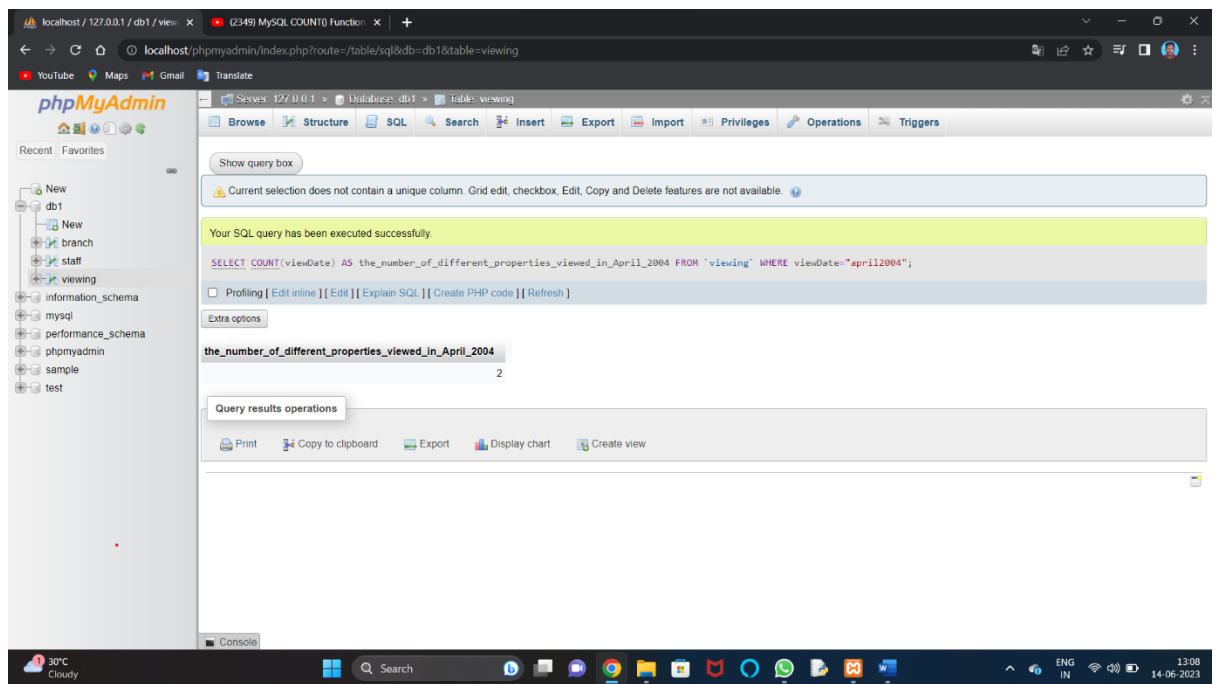 localhost / 127.0.0.1 / db1 / view
(2349) MySQL COUNT() Function
localhost/phpmyadmin/index.php?route=/table/sql&db=db1&table=viewing
YouTube Maps Gmail Translate
phpMyAdmin
Recent Favorites
New
db1
New
branch
staff
viewing
information_schema
mysql
performance_schema
phpmyadmin
sample
test
Server: 127.0.0.1 » Database: db1 » Table: viewing
Browse Structure SQL Search Insert Export Import Privileges Operations Triggers
Show query box
Current selection does not contain a unique column. Grid edit, checkbox, Edit, Copy and Delete features are not available.
Your SQL query has been executed successfully.
SELECT COUNT(viewDate) AS the_number_of_different_properties_viewed_in_April_2004 FROM `viewing` WHERE viewDate="april2004";
Profiling [ Edit inline ] [ Edit ] [ Explain SQL ] [ Create PHP code ] [ Refresh ]
Extra options
the_number_of_different_properties_viewed_in_April_2004
2
Query results operations
Print Copy to clipboard Export Display chart Create view
Console
1
30°C
Cloudy
Search
ENG
IN
13:08
14-06-2023